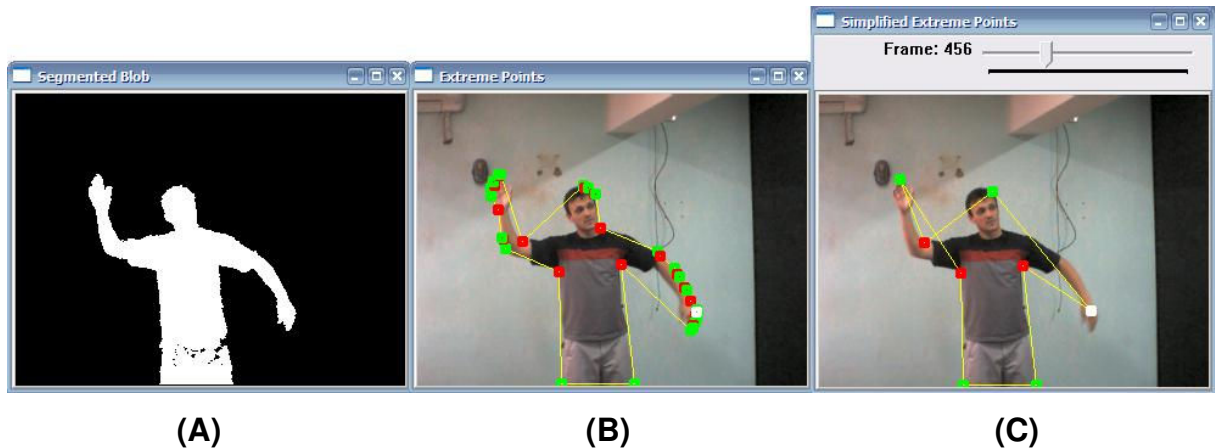 Segmented Blob
Extreme Points
Simplified Extreme Points
Frame: 456
(A)
(B)
(C)